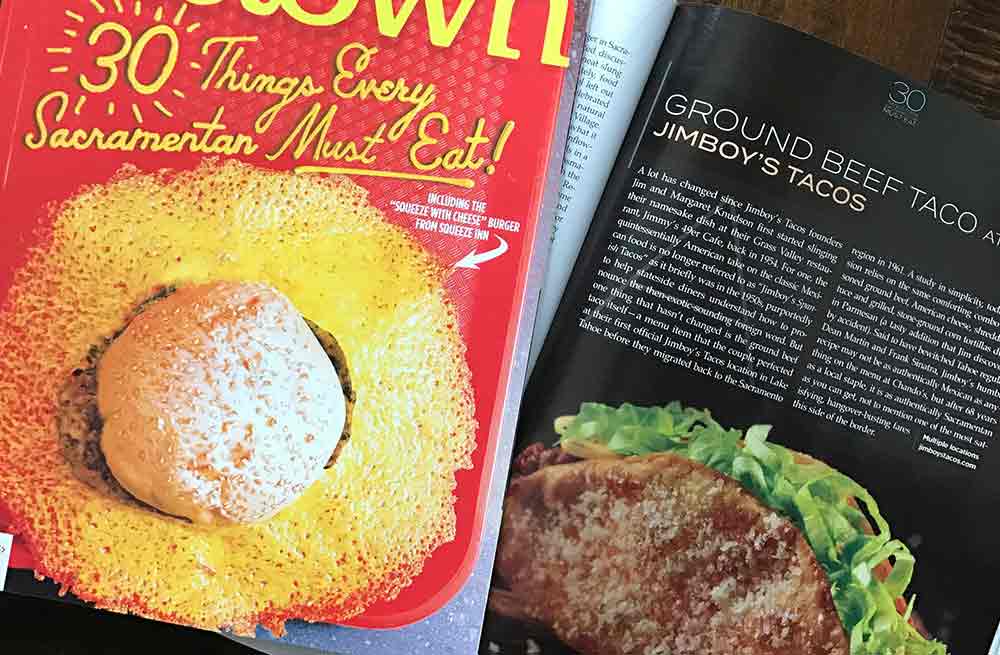 town
30 Things Every
Sacramentan Must Eat!
INCLUDING THE
"SQUEEZE WITH CHEESE" BURGER
FROM SQUEEZE INN
30
MUST EAT
GROUND BEEF TACO
JIMBOY'S TACOS
A lot has changed since Jimboy's Tacos founders
Jim and Margaret Knudson first started slinging
their namesake dish at their Grass Valley restau-
rant, Jimmy's 49er Cafe, back in 1954. For one, the
quintessentially American take on the classic Mexi-
can food is no longer referred to as "Jimboy's Span-
ish Tacos" as it briefly was in the 1950s, purportedly
to help stateside diners understand how to pro-
nounce the then-exotic-sounding foreign word. But
one thing that hasn't changed is the ground beef
taco itself—a menu item that the couple perfected
at their first official Jimboy's Tacos location in Lake
Tahoe before they migrated back to the Sacramento
region in 1961. A study in simplicity
sion relies on the same comforting
soned ground beef, American cheese,
tuce and grilled, stone-ground corn tortillas
in Parmesan (a tasty addition that Jim
by accident). Said to have bewitched Tahoe
Dean Martin and Frank Sinatra, Jimboy's
recipe may not be as authentically Mexican as any-
thing on the menu at Chando's, but after 68 years
as a local staple, it is as authentically Sacramentan
as you can get, not to mention one of the most sat-
isfying, hangover-busting tacos
this side of the border.
Multiple locations
jimboystacos.com